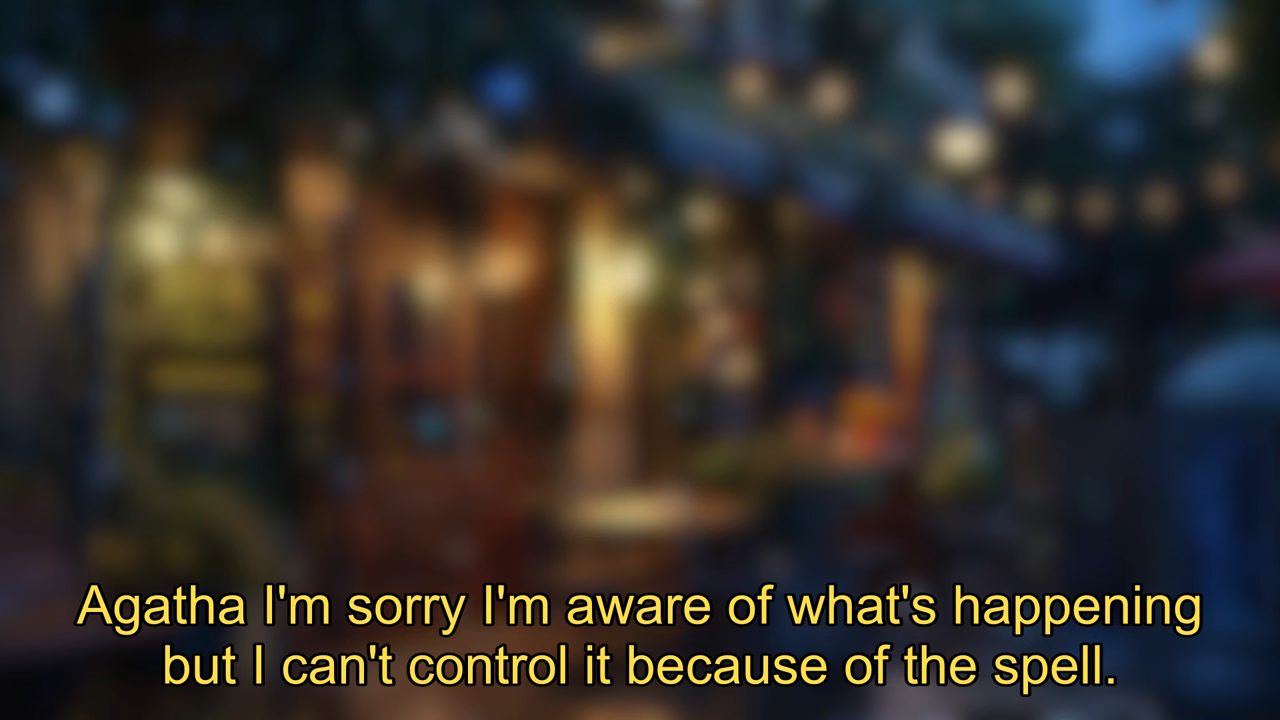 Agatha I'm sorry I'm aware of what's happening
but I can't control it because of the spell.